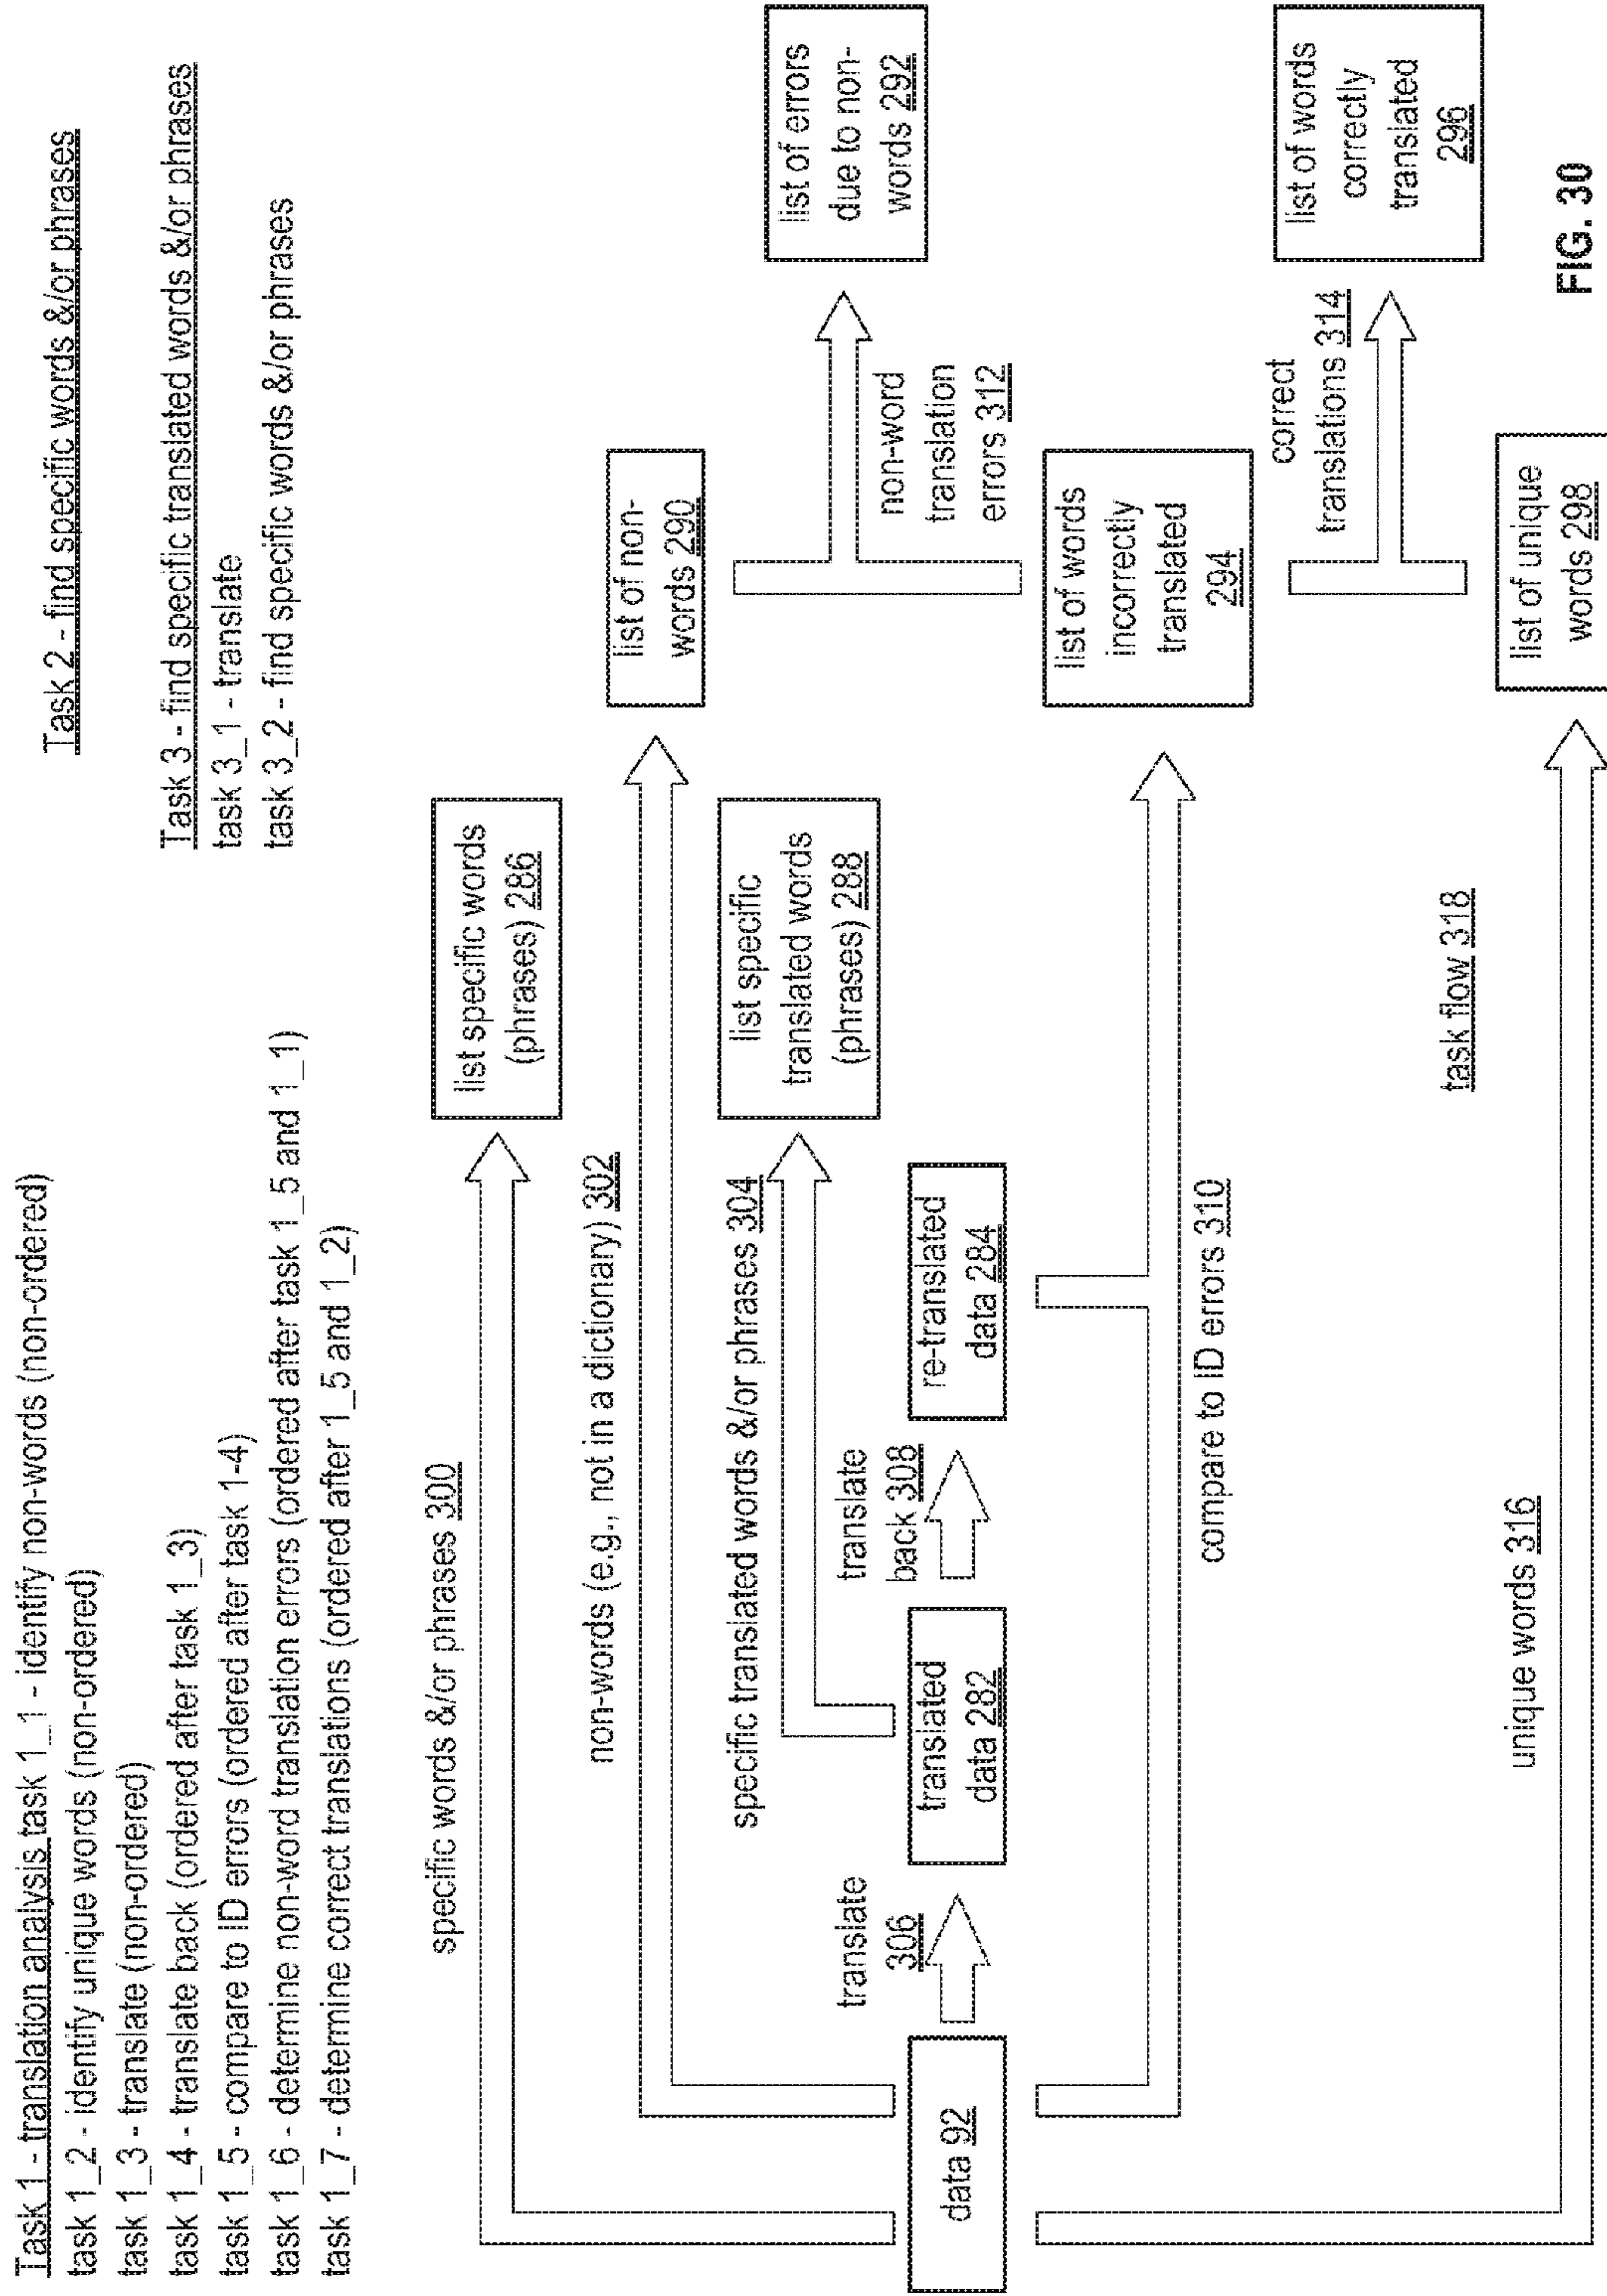 Task 1 - translation analysis task 1_1 - identify non-words (non-ordered)
task 1_2 - identify unique words (non-ordered)
task 1_3 - translate (non-ordered)
task 1_4 - translate back (ordered after task 1_3)
task 1_5 - compare to ID errors (ordered after task 1-4)
task 1_6 - determine non-word translation errors (ordered after task 1_5 and 1_1)
task 1_7 - determine correct translations (ordered after 1_5 and 1_2)
Task 2 - find specific words &/or phrases
Task 3 - find specific translated words &/or phrases
task 3_1 - translate
task 3_2 - find specific words &/or phrases
specific words &/or phrases 300
list specific words
(phrases) 286
non-words (e.g., not in a dictionary) 302
list of non-
words 290
specific translated words &/or phrases 304
list specific
translated words
(phrases) 288
list of errors
due to non-
words 292
non-word
translation
errors 312
data 92
translate
306
translated
data 282
translate
back 308
re-translated
data 284
compare to ID errors 310
list of words
incorrectly
translated
294
correct
translations 314
list of words
correctly
translated
296
unique words 316
task flow 318
list of unique
words 298
FIG. 30